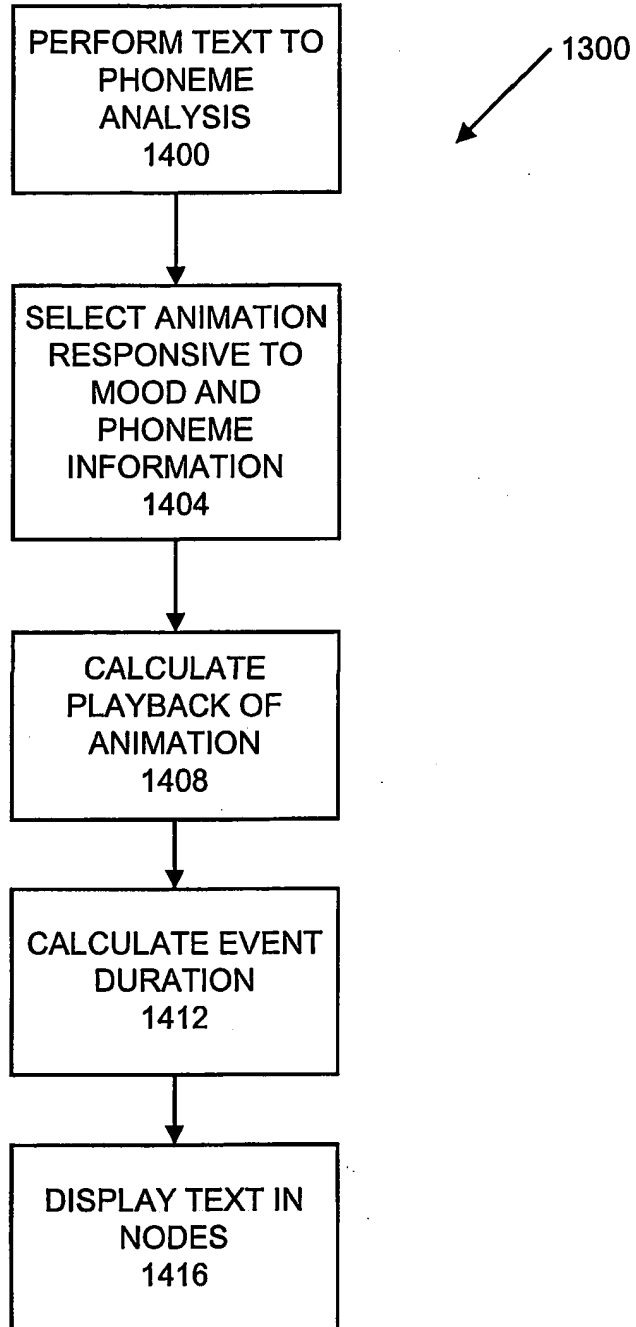 PERFORM TEXT TO
PHONEME
ANALYSIS
1400
1300
SELECT ANIMATION
RESPONSIVE TO
MOOD AND
PHONEME
INFORMATION
1404
CALCULATE
PLAYBACK OF
ANIMATION
1408
CALCULATE EVENT
DURATION
1412
DISPLAY TEXT IN
NODES
1416